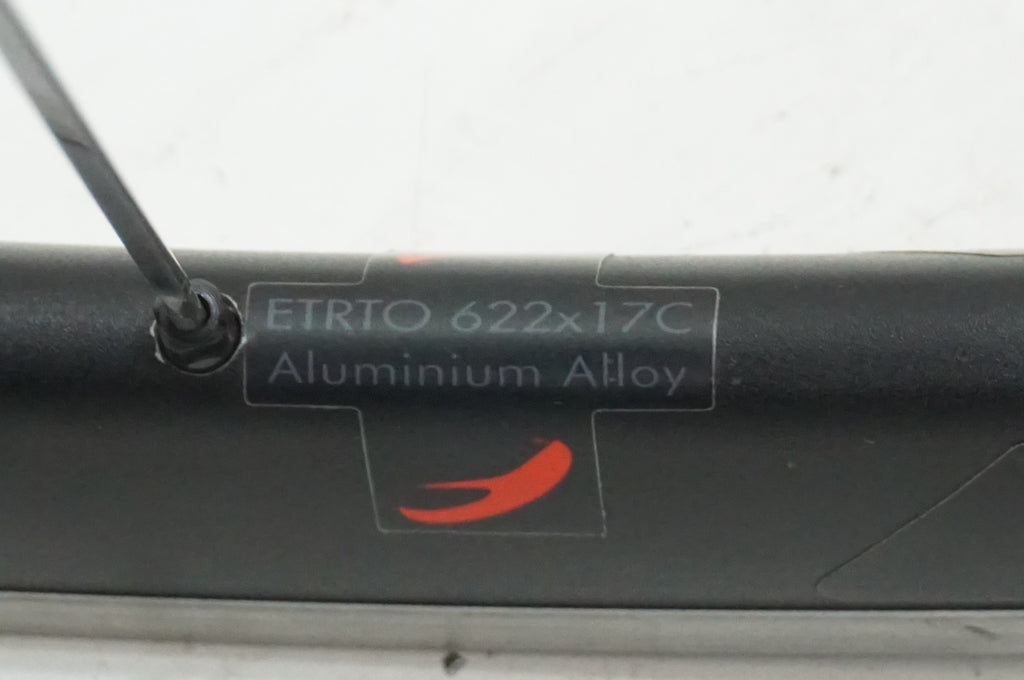 ETRTO 622x17C
Aluminium Alloy